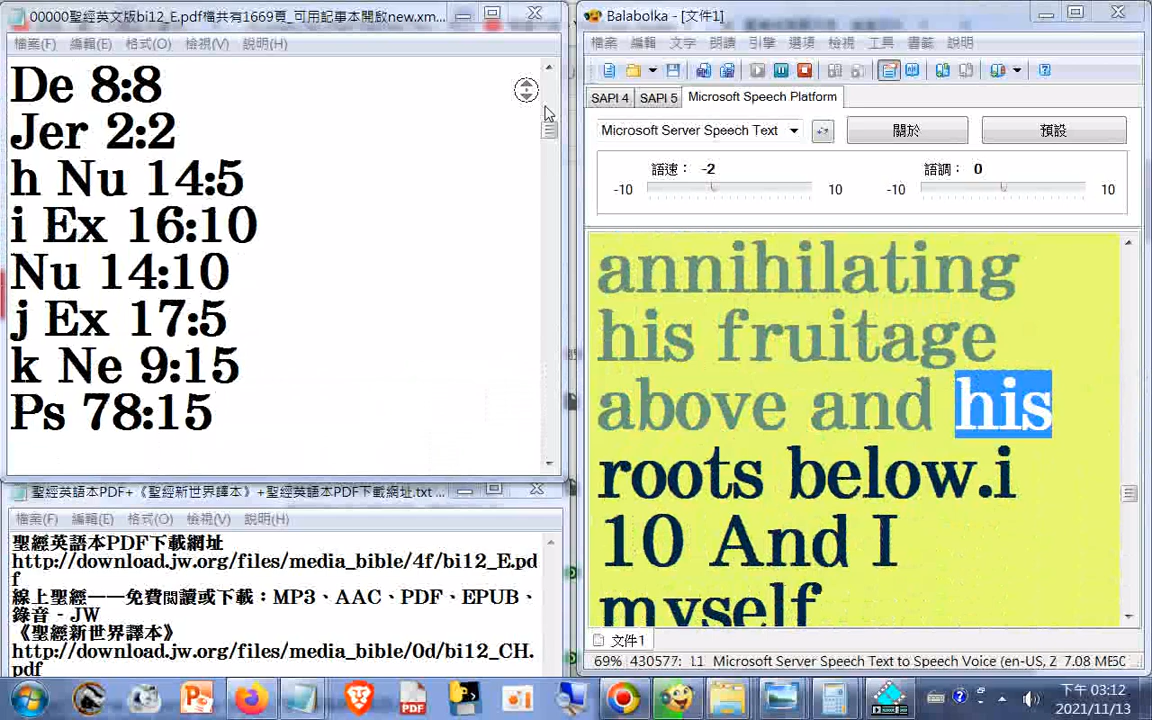 00000聖經英文版bi12_E.pdf檔共有1669頁_可用記事本開啟new.xm...
檔案(F) 編輯(E) 格式(O) 檢視(V) 說明(H)
De 8:8
Jer 2:2
h Nu 14:5
i Ex 16:10
Nu 14:10
j Ex 17:5
k Ne 9:15
Ps 78:15
聖經英語本PDF+《聖經新世界譯本》+聖經英語本PDF下載網址.txt ...
檔案(F) 編輯(E) 格式(O) 檢視(V) 說明(H)
聖經英語本PDF下載網址
http://download.jw.org/files/media_bible/4f/bi12_E.pd
f
線上聖經——免費閱讀或下載：MP3、AAC、PDF、EPUB、
錄音 - JW
《聖經新世界譯本》
http://download.jw.org/files/media_bible/0d/bi12_CH.
pdf
Balabolka - [文件1]
檔案 編輯 文字 朗讀 引擎 選項 檢視 工具 書籤 說明
SAPI 4 SAPI 5 Microsoft Speech Platform
Microsoft Server Speech Text 關於 預設
語速： -2 語調： 0
-10 10 -10 10
annihilating
his fruitage
above and his
roots below.i
10 And I
myself
文件1
69% 430577: 1.1 Microsoft Server Speech Text to Speech Voice (en-US, Z 7.08 ME
PDF
下午 03:12
2021/11/13